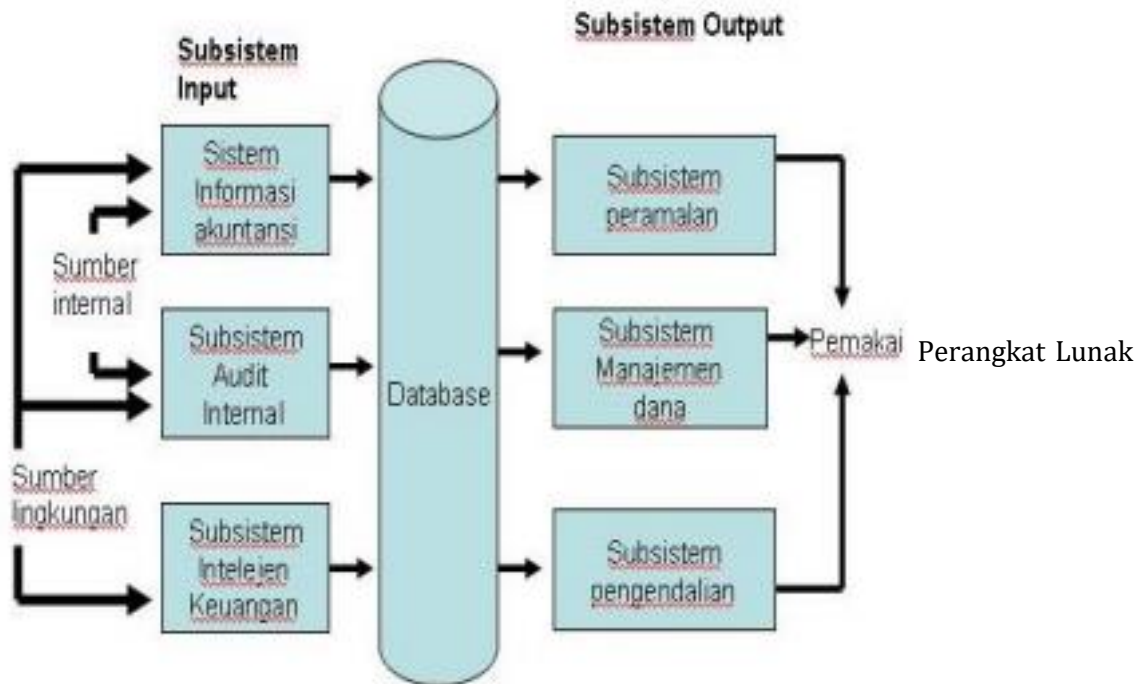 Subsistem Output
Subsistem
Input
Sistem
Informasi
akuntansi
Sumber
internal
Subsistem
Audit
Internal
Sumber
lingkungan
Subsistem
Intelejen
Keuangan
Database
Subsistem
peramalan
Subsistem
Manajemen
dana
Subsistem
pengendalian
Pemakai Perangkat Lunak